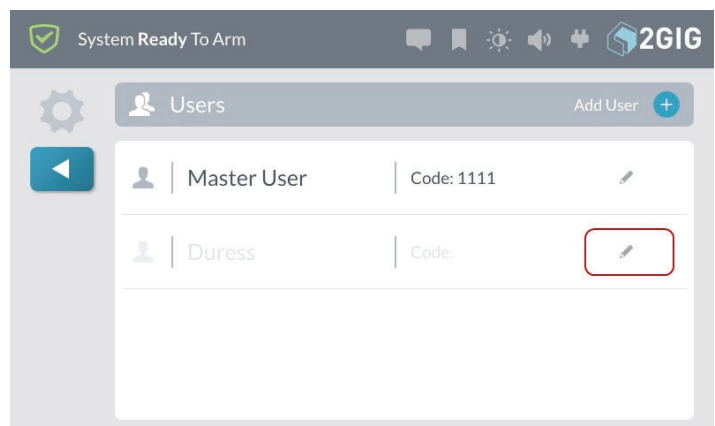 System Ready To Arm
2GIG
Users
Add User
Master User
Code: 1111
Duress
Code: